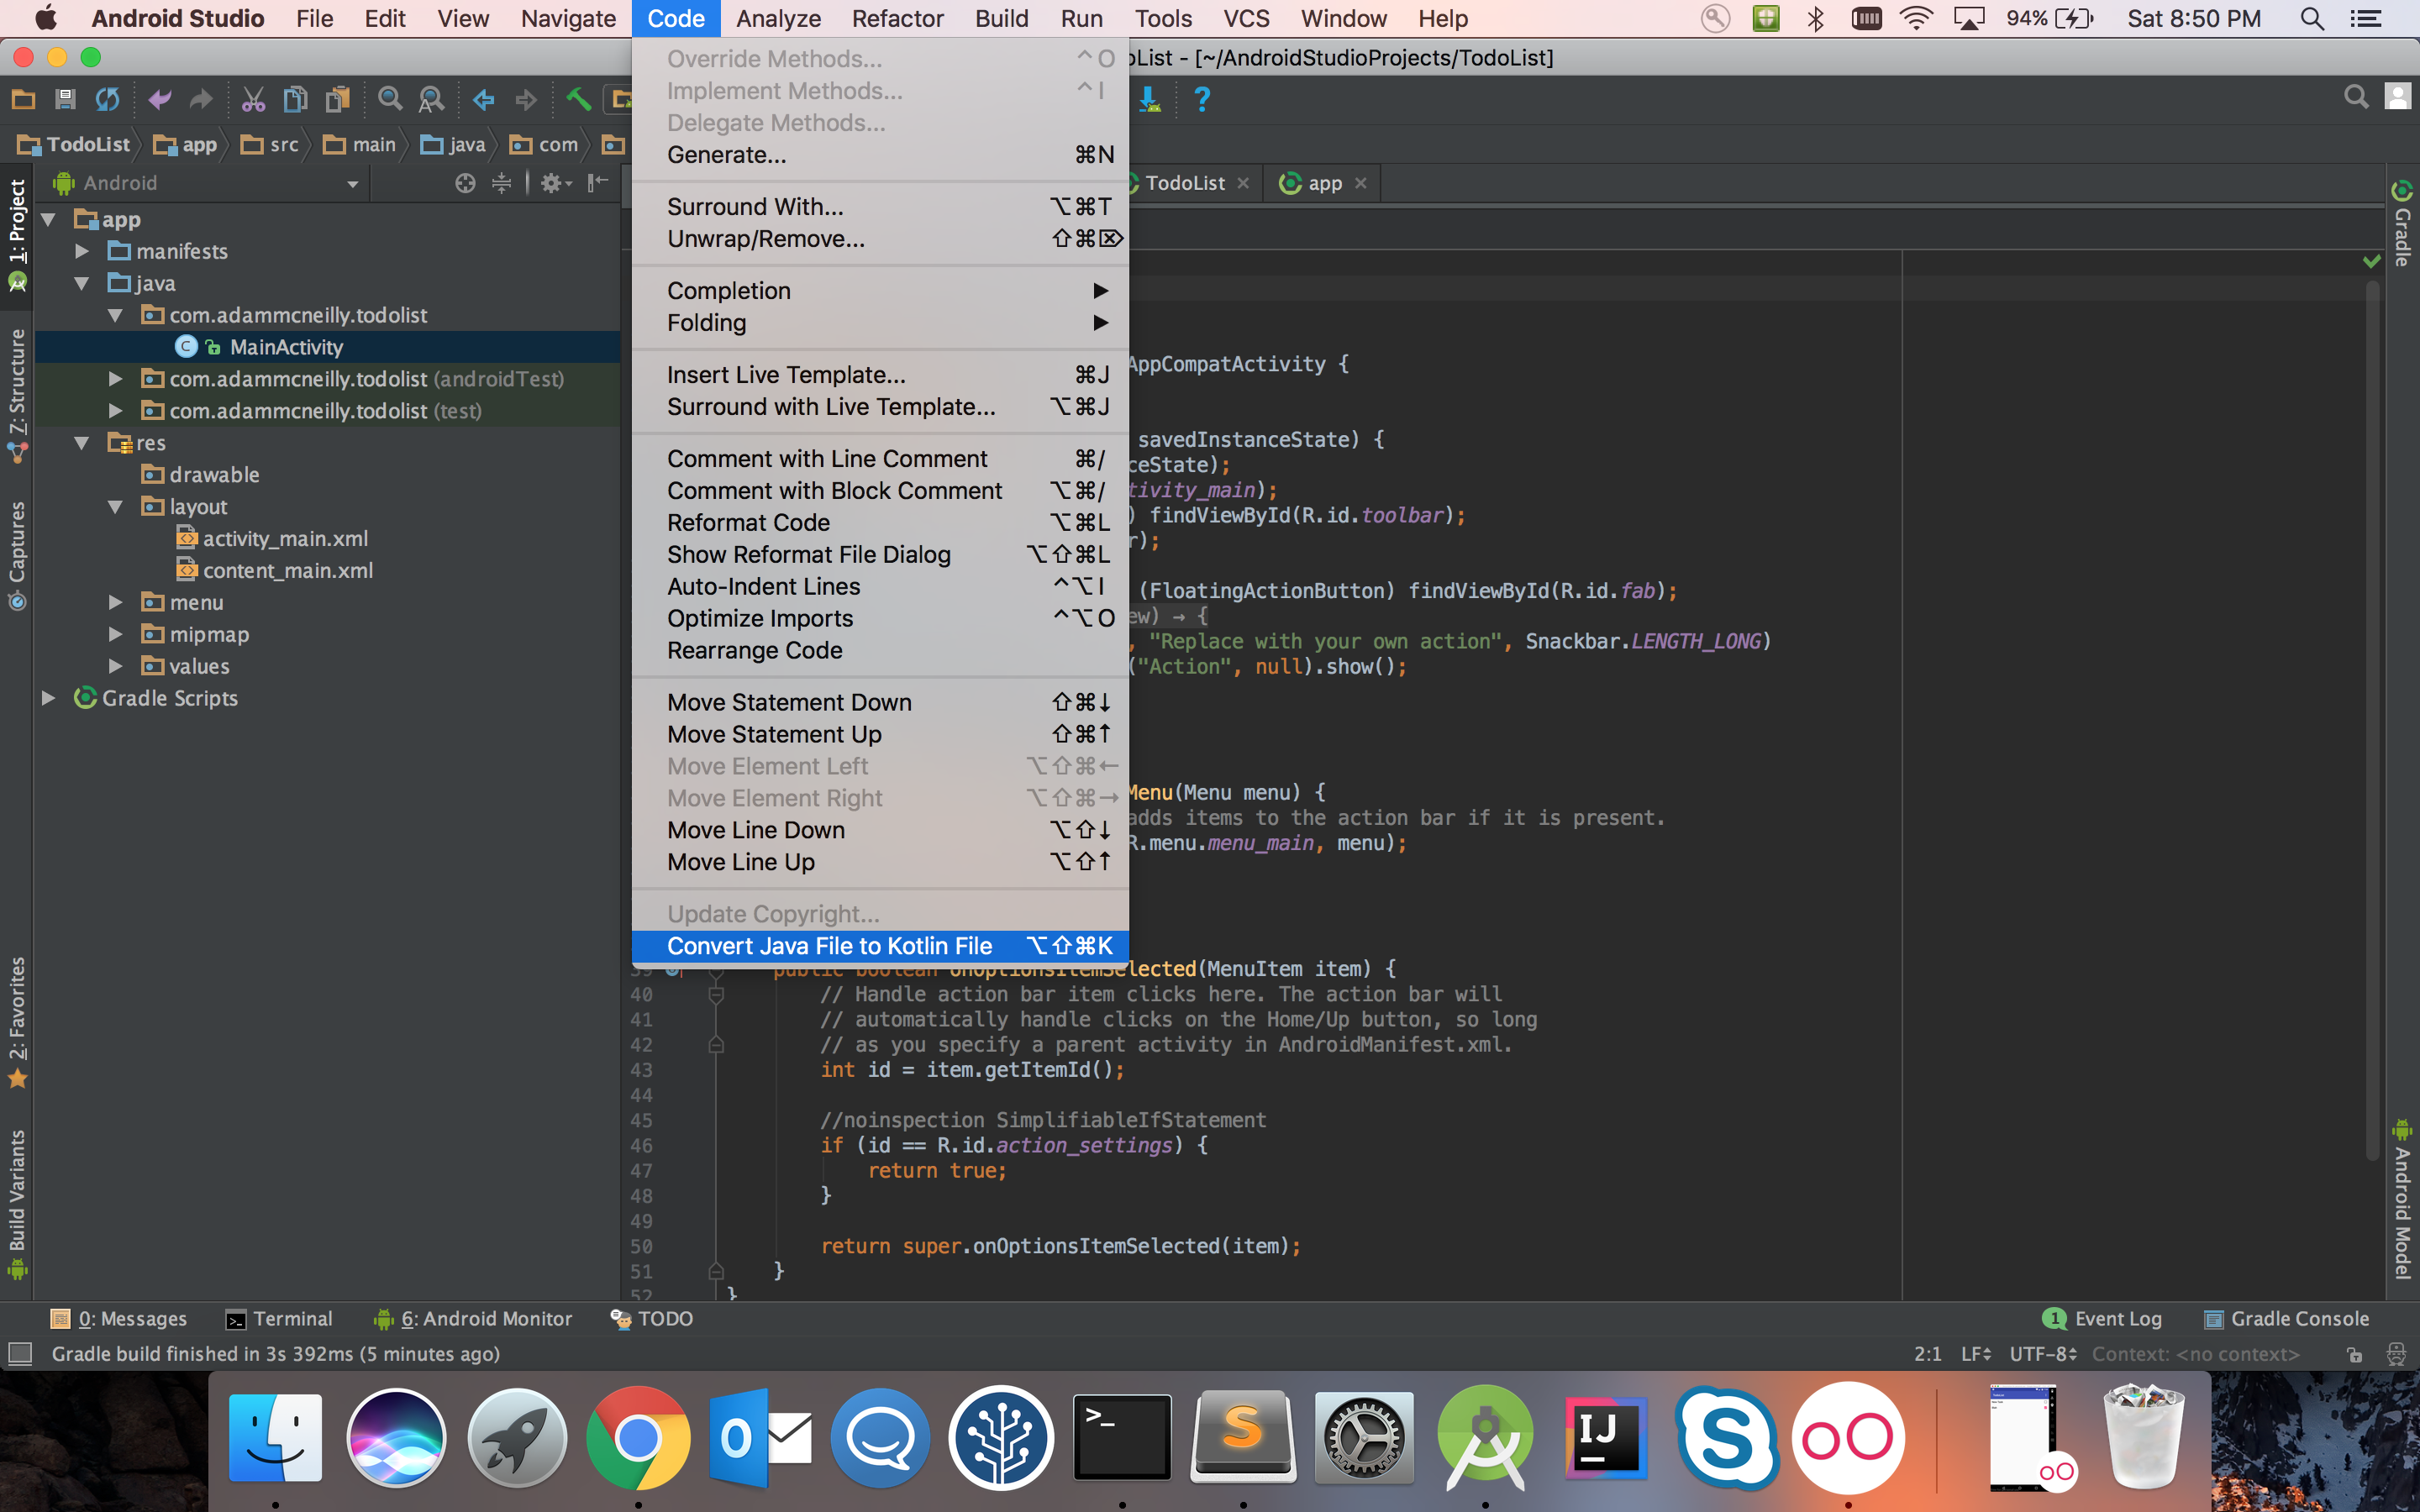 Android Studio File Edit View Navigate Code Analyze Refactor Build Run Tools VCS Window Help 94% Sat 8:50 PM
oList - [~/AndroidStudioProjects/TodoList]
TodoList app src main java com
Android
TodoList app
app
manifests
java
com.adammcneilly.todolist
MainActivity
com.adammcneilly.todolist (androidTest)
com.adammcneilly.todolist (test)
res
drawable
layout
activity_main.xml
content_main.xml
menu
mipmap
values
Gradle Scripts
1: Project
7: Structure
Captures
2: Favorites
Build Variants
Override Methods... ^O
Implement Methods... ^I
Delegate Methods...
Generate... ⌘N
Surround With... ⌥⌘T
Unwrap/Remove... ⇧⌘⌦
Completion ▶
Folding ▶
Insert Live Template... ⌘J
Surround with Live Template... ⌥⌘J
Comment with Line Comment ⌘/
Comment with Block Comment ⌥⌘/
Reformat Code ⌥⌘L
Show Reformat File Dialog ⌥⇧⌘L
Auto-Indent Lines ^⌥I
Optimize Imports ^⌥O
Rearrange Code
Move Statement Down ⇧⌘↓
Move Statement Up ⇧⌘↑
Move Element Left ⌥⇧⌘←
Move Element Right ⌥⇧⌘→
Move Line Down ⌥⇧↓
Move Line Up ⌥⇧↑
Update Copyright...
Convert Java File to Kotlin File ⌥⇧⌘K
AppCompatActivity {
savedInstanceState) {
ceState);
tivity_main);
) findViewById(R.id.toolbar);
r);
(FloatingActionButton) findViewById(R.id.fab);
ew) → {
, "Replace with your own action", Snackbar.LENGTH_LONG)
("Action", null).show();
Menu(Menu menu) {
adds items to the action bar if it is present.
R.menu.menu_main, menu);
39 public boolean onOptionsItemSelected(MenuItem item) {
40 // Handle action bar item clicks here. The action bar will
41 // automatically handle clicks on the Home/Up button, so long
42 // as you specify a parent activity in AndroidManifest.xml.
43 int id = item.getItemId();
44
45 //noinspection SimplifiableIfStatement
46 if (id == R.id.action_settings) {
47 return true;
48 }
49
50 return super.onOptionsItemSelected(item);
51 }
52 }
Gradle
Android Model
0: Messages Terminal 6: Android Monitor TODO 1 Event Log Gradle Console
Gradle build finished in 3s 392ms (5 minutes ago) 2:1 LF UTF-8 Context: <no context>
O >_ S IJ S